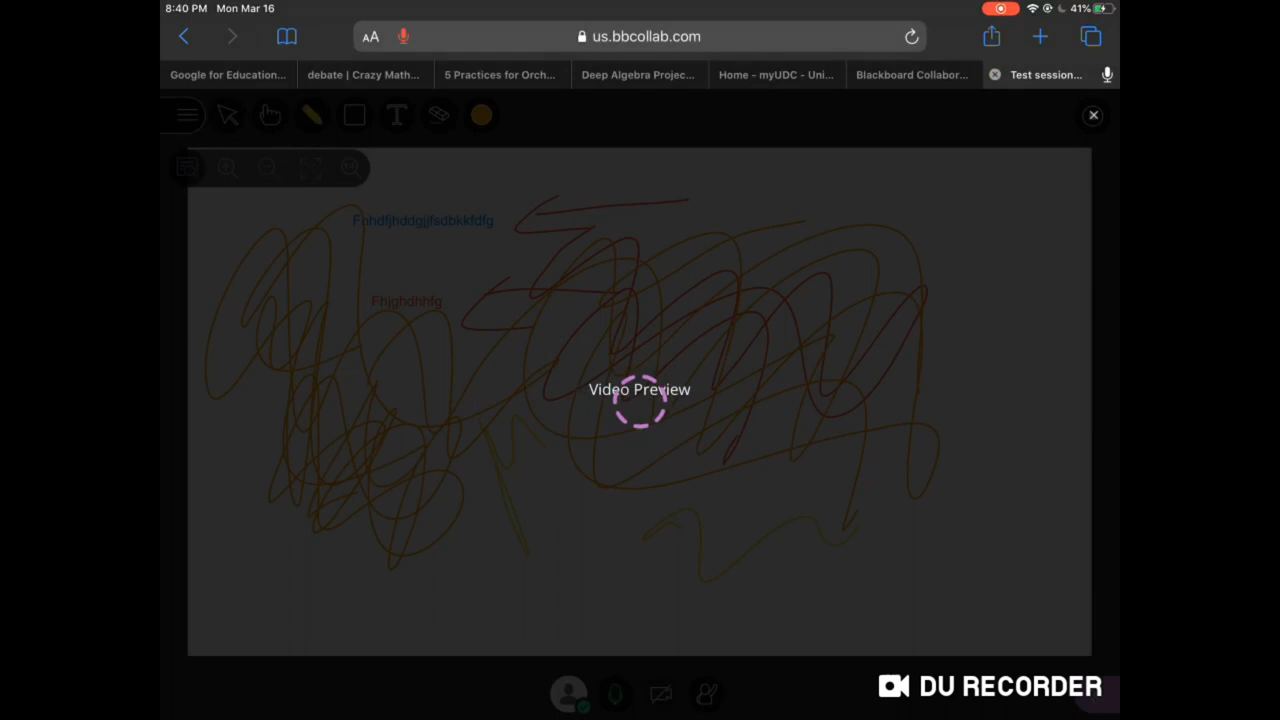 8:40 PM Mon Mar 16
41%
AA
us.bbcollab.com
Google for Education...
debate | Crazy Math...
5 Practices for Orch...
Deep Algebra Projec...
Home - myUDC - Uni...
Blackboard Collabor...
Test session...
T
Fhhdfjhddgjjfsdbkkfdfg
Fhjghdhhfg
Video Preview
DU RECORDER